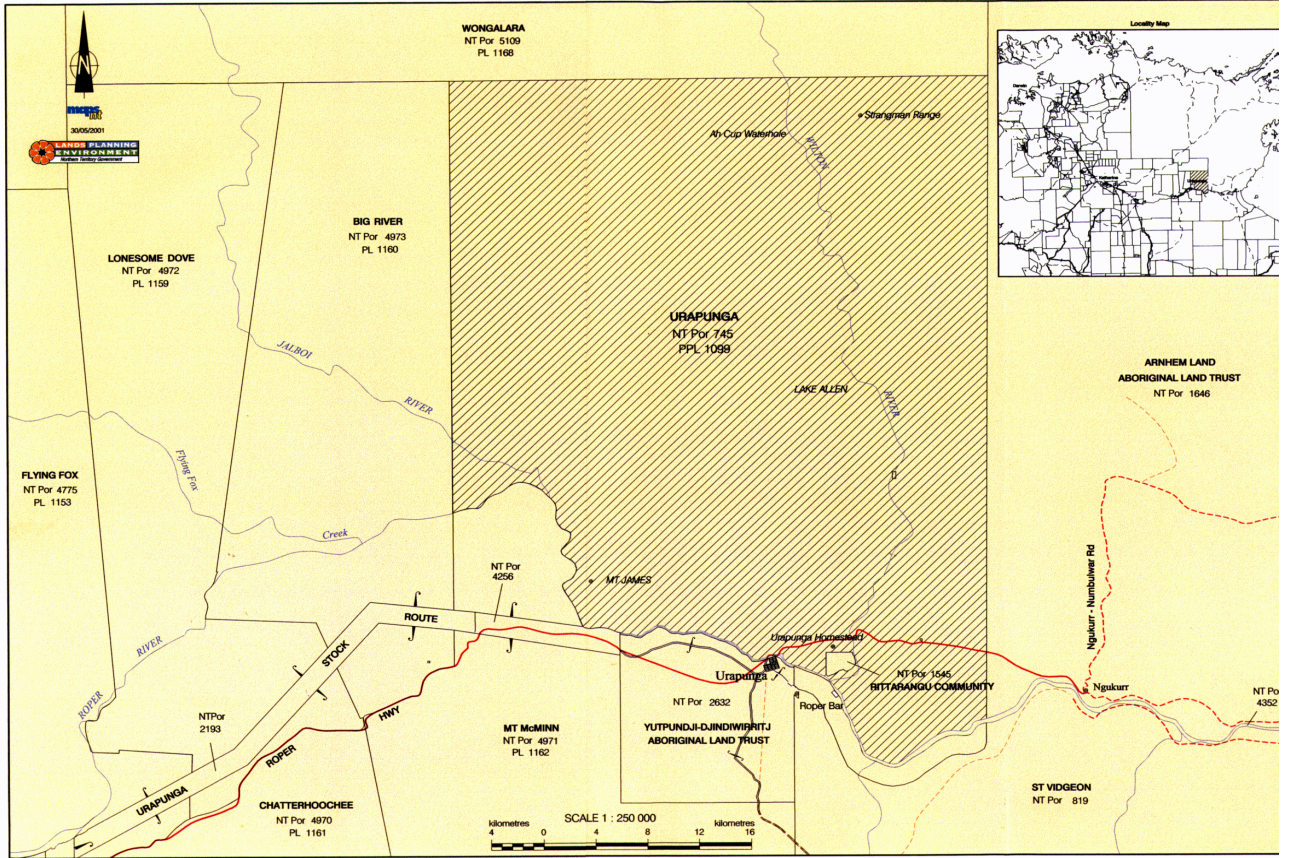 WONGALARA
NT Por 5109
PL 1168
Locality Map
N
maps nt
30/05/2001
LANDS PLANNING
ENVIRONMENT
Northern Territory Government
Darwin
Katherine
Strangman Range
Ah Cup Waterhole
WILTON
BIG RIVER
NT Por 4973
PL 1160
LONESOME DOVE
NT Por 4972
PL 1159
URAPUNGA
NT Por 745
PPL 1099
JALBOI
RIVER
LAKE ALLEN
RIVER
ARNHEM LAND
ABORIGINAL LAND TRUST
NT Por 1646
FLYING FOX
NT Por 4775
PL 1153
Flying Fox
Creek
NT Por
4256
MT JAMES
Ngukurr - Numbulwar Rd
ROUTE
STOCK
RIVER
ROPER
Urapunga Homestead
Urapunga
NT Por 1545
RITTARANGU COMMUNITY
Ngukurr
NT Po
4352
NT Por 2632
Roper Bar
NTPor
2193
HWY
ROPER
MT McMINN
NT Por 4971
PL 1162
YUTPUNDJI-DJINDIWIRRITJ
ABORIGINAL LAND TRUST
URAPUNGA
CHATTERHOOCHEE
NT Por 4970
PL 1161
ST VIDGEON
NT Por 819
kilometres SCALE 1 : 250 000 kilometres
4 0 4 8 12 16